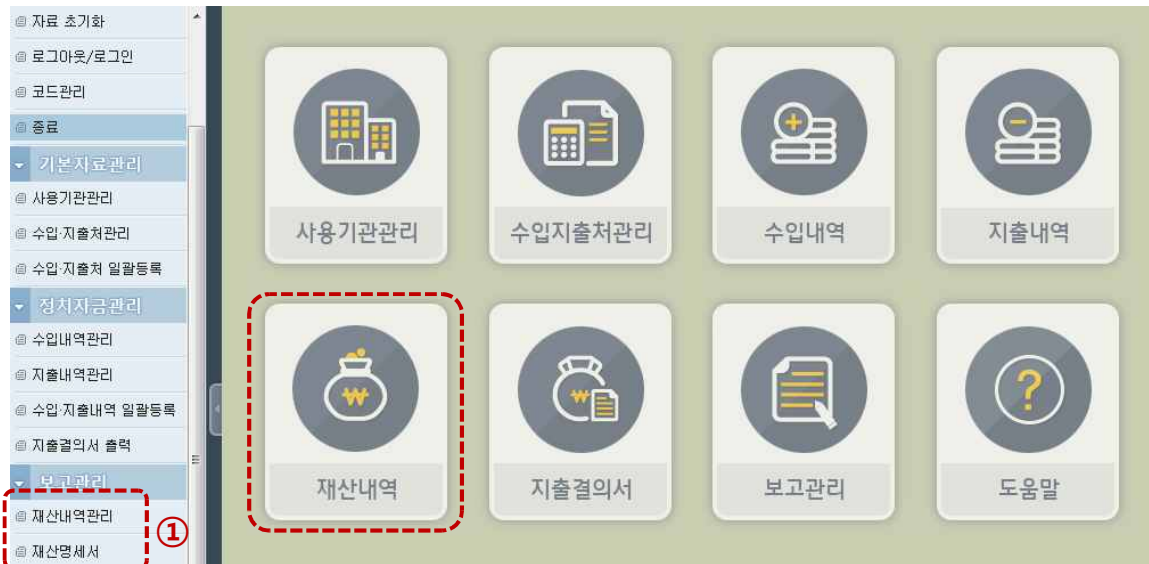 자료 초기화
로그아웃/로그인
코드관리
종료
기본자료관리
사용기관관리
수입·지출처관리
수입·지출처 일괄등록
정치자금관리
수입내역관리
지출내역관리
수입·지출내역 일괄등록
지출결의서 출력
보고관리
재산내역관리
재산명세서
①
사용기관관리
수입지출처관리
수입내역
지출내역
재산내역
지출결의서
보고관리
도움말